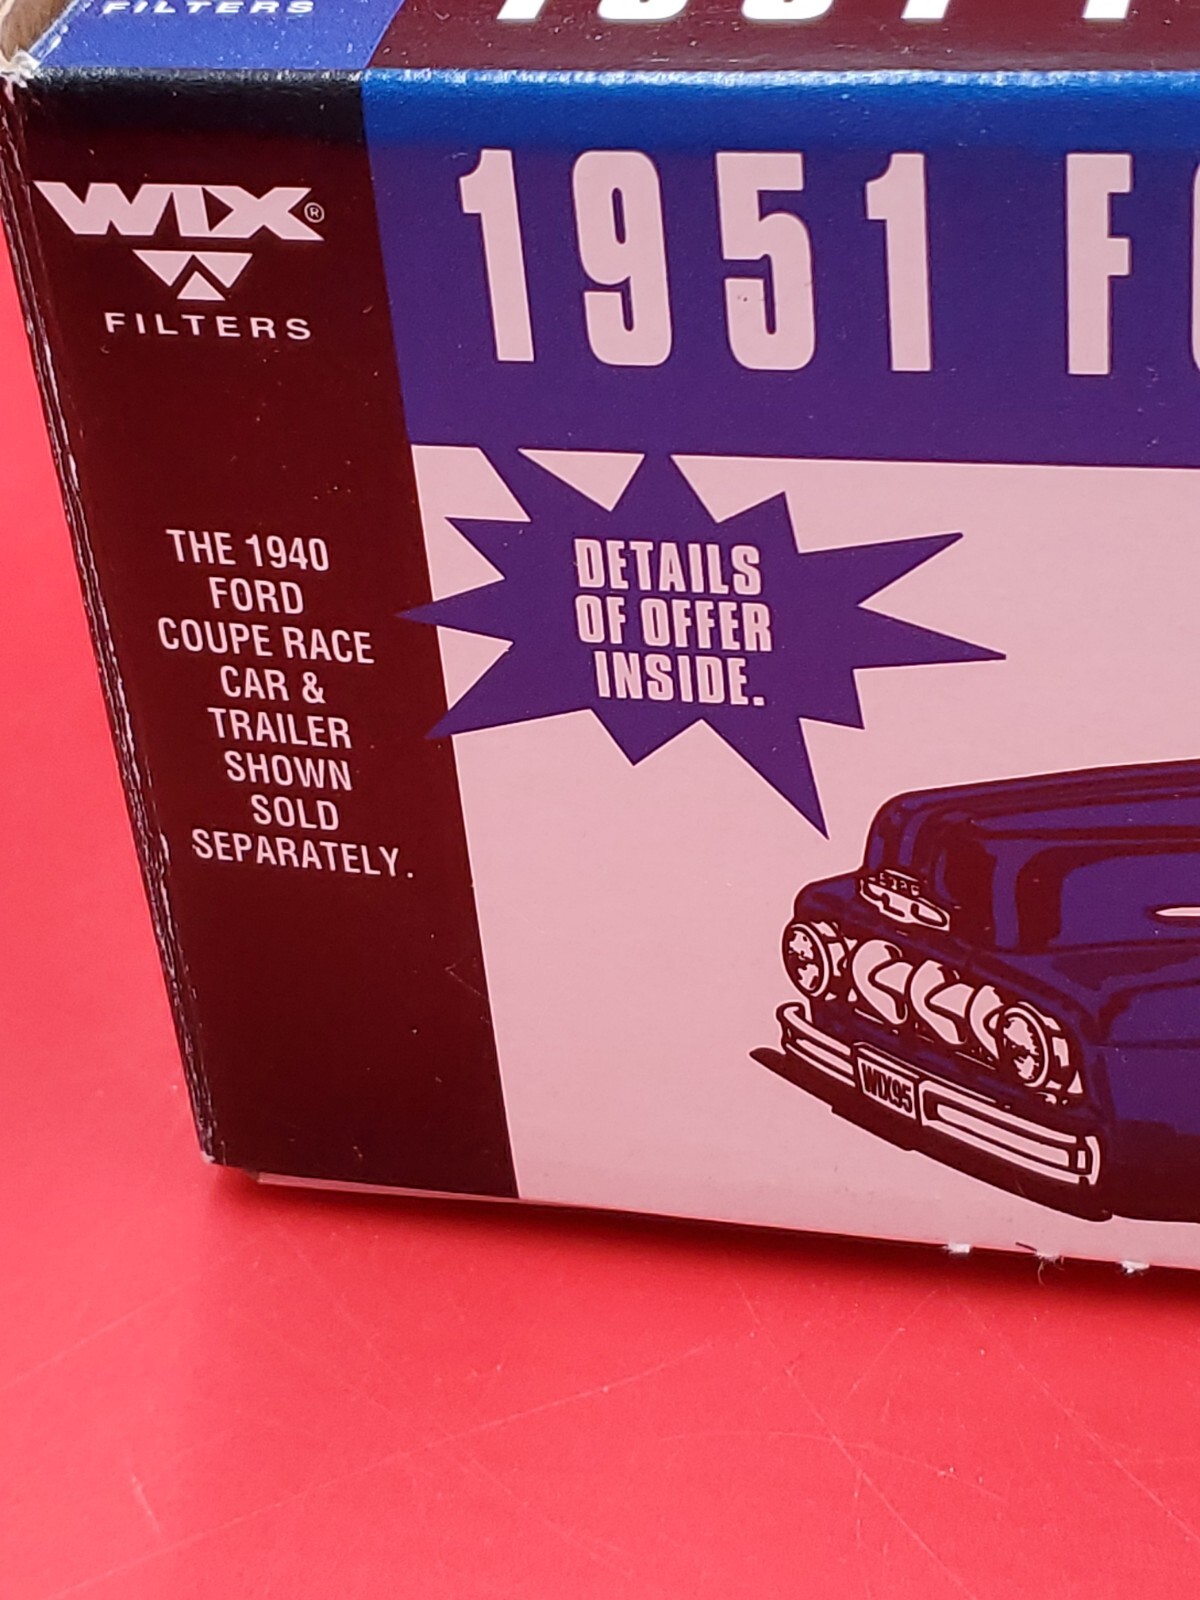 FILTERS
1951 F
WIX®
FILTERS
DETAILS
OF OFFER
INSIDE.
THE 1940
FORD
COUPE RACE
CAR &
TRAILER
SHOWN
SOLD
SEPARATELY.
FORD
WIX95